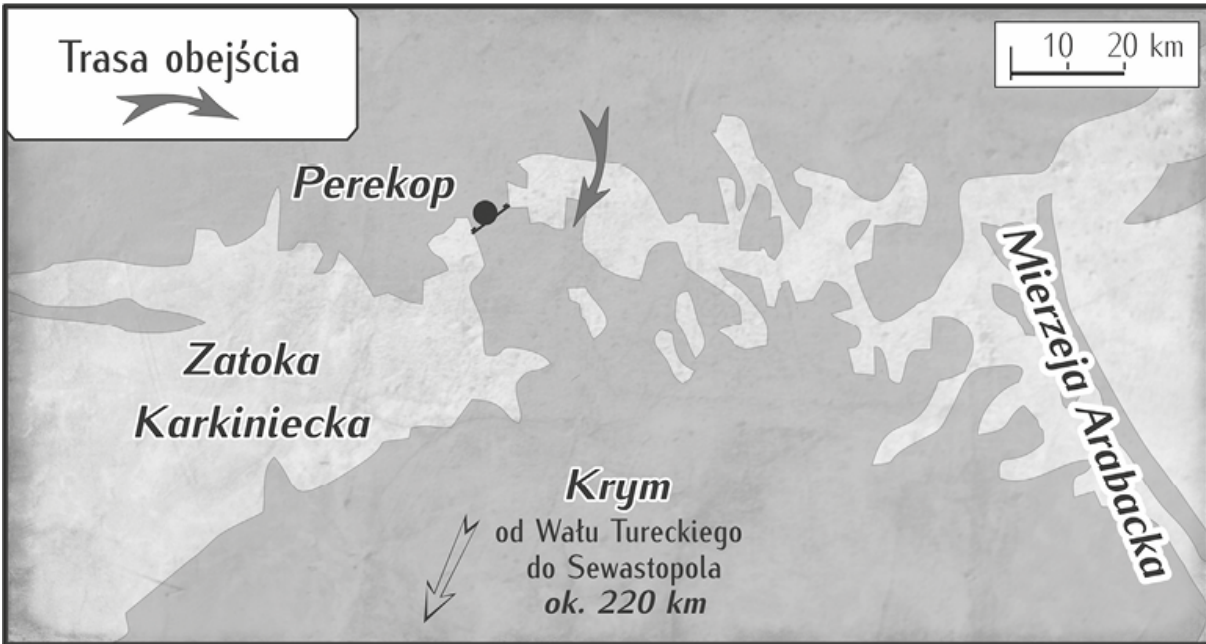 Trasa obejścia
10 20 km
Perekop
Zatoka
Karkiniecka
Mierzeja Arabacka
Krym
od Wału Tureckiego
do Sewastopola
ok. 220 km